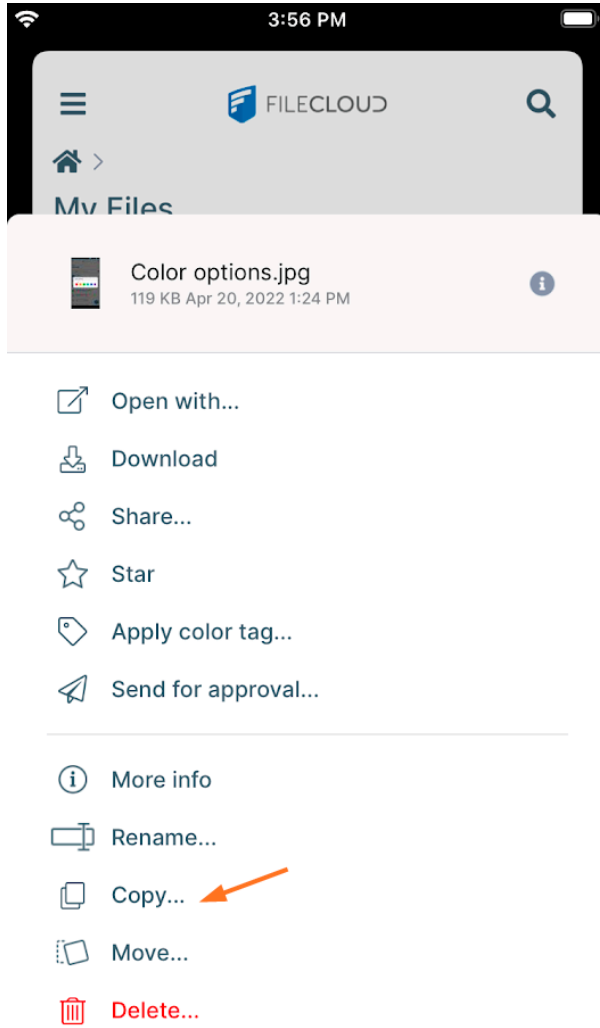 3:56 PM
FILECLOUD
My Files
Color options.jpg
119 KB Apr 20, 2022 1:24 PM
Open with...
Download
Share...
Star
Apply color tag...
Send for approval...
More info
Rename...
Copy...
Move...
Delete...